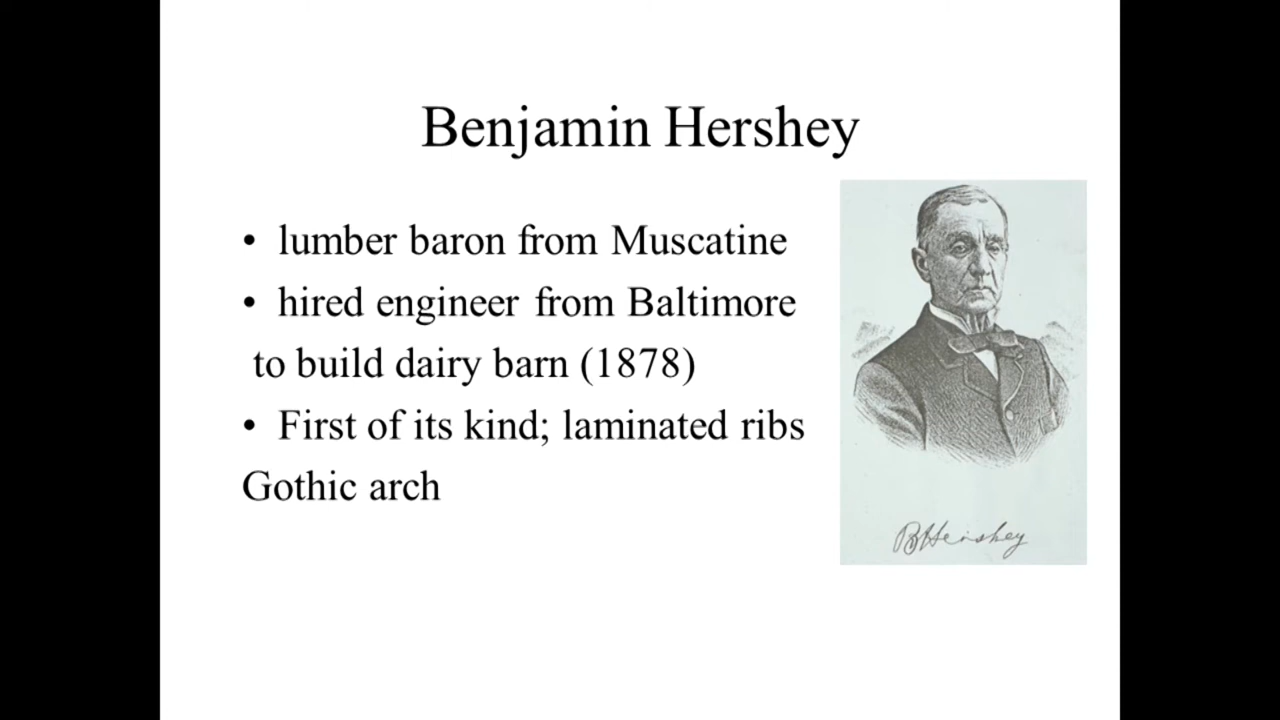 Benjamin Hershey
• lumber baron from Muscatine
• hired engineer from Baltimore
to build dairy barn (1878)
• First of its kind; laminated ribs
Gothic arch
B Hershey